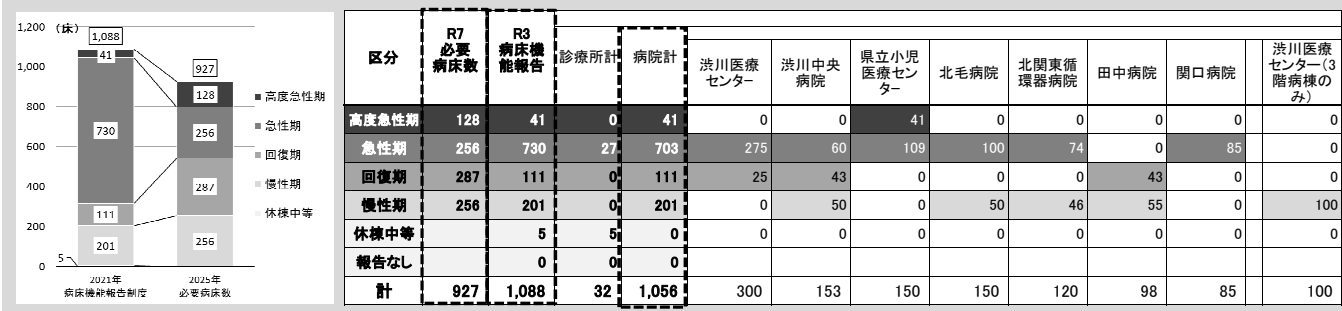 1,200 (床)
1,088
41
1,000
927
128
高度急性期
800
730
256
急性期
600
回復期
400
287
慢性期
200
111
休棟中等
201
256
5
0
2021年 2025年
病床機能報告制度 必要病床数
区分 R7 必要 病床数 R3 病床機 能報告 診療所計 病院計 渋川医療 センター 渋川中央 病院 県立小児 医療セン ター 北毛病院 北関東循 環器病院 田中病院 関口病院 渋川医療 センター(3 階病棟の み)
高度急性期 128 41 0 41 0 0 41 0 0 0 0 0
急性期 256 730 27 703 275 60 109 100 74 0 85 0
回復期 287 111 0 111 25 43 0 0 0 43 0 0
慢性期 256 201 0 201 0 50 0 50 46 55 0 100
休棟中等 5 5 0 0 0 0 0 0 0 0 0
報告なし 0 0 0
計 927 1,088 32 1,056 300 153 150 150 120 98 85 100